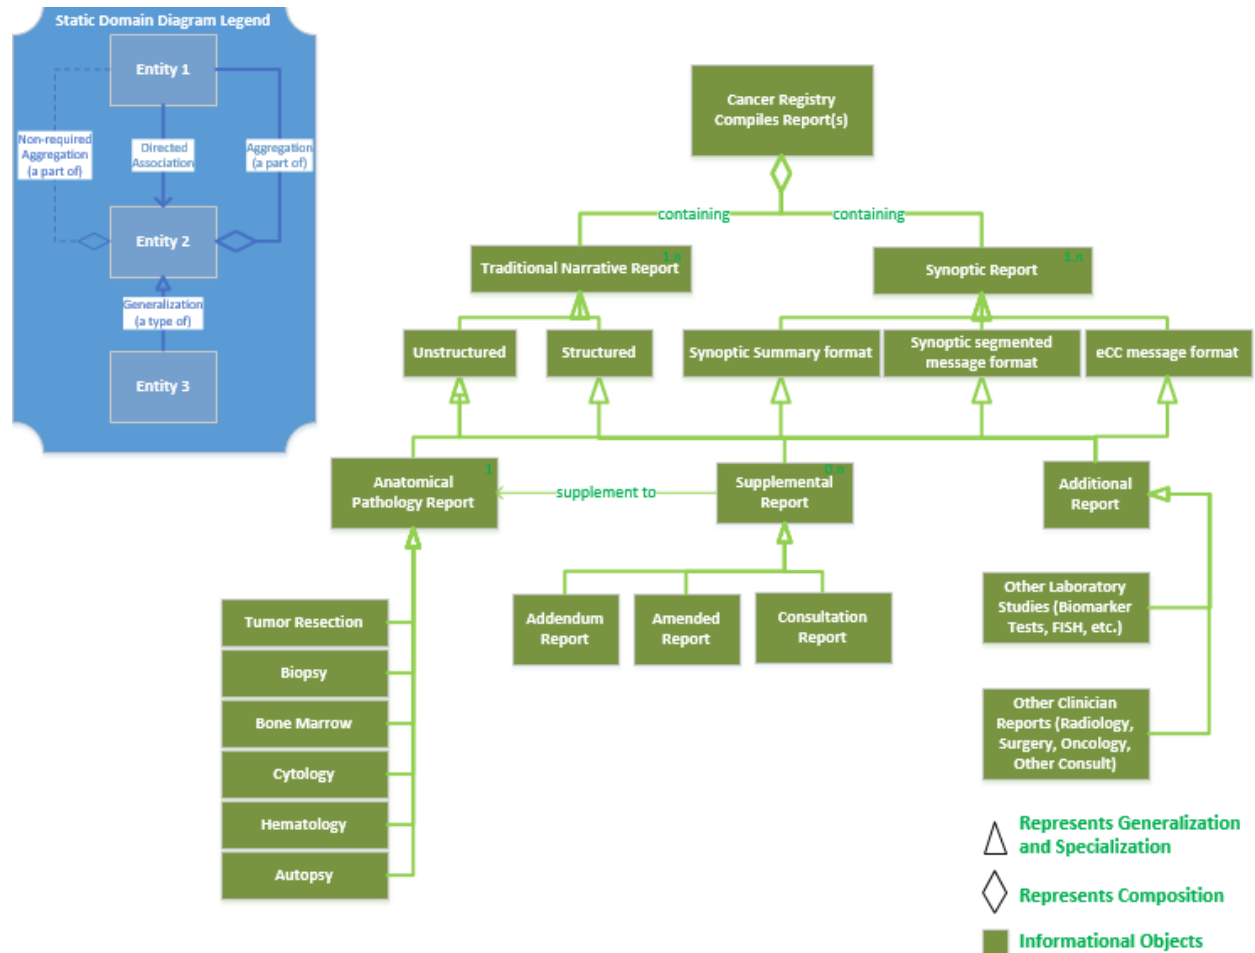 Static Domain Diagram Legend
Entity 1
Non-required
Aggregation
(a part of)
Directed
Association
Aggregation
(a part of)
Entity 2
Generalization
(a type of)
Entity 3
Cancer Registry
Compiles Report(s)
containing
containing
Traditional Narrative Report
1.n
Synoptic Report
1.n
Unstructured
Structured
Synoptic Summary format
Synoptic segmented
message format
eCC message format
Anatomical
Pathology Report
1
supplement to
Supplemental
Report
0.n
Additional
Report
Tumor Resection
Biopsy
Bone Marrow
Cytology
Hematology
Autopsy
Addendum
Report
Amended
Report
Consultation
Report
Other Laboratory
Studies (Biomarker
Tests, FISH, etc.)
Other Clinician
Reports (Radiology,
Surgery, Oncology,
Other Consult)
Represents Generalization
and Specialization
Represents Composition
Informational Objects